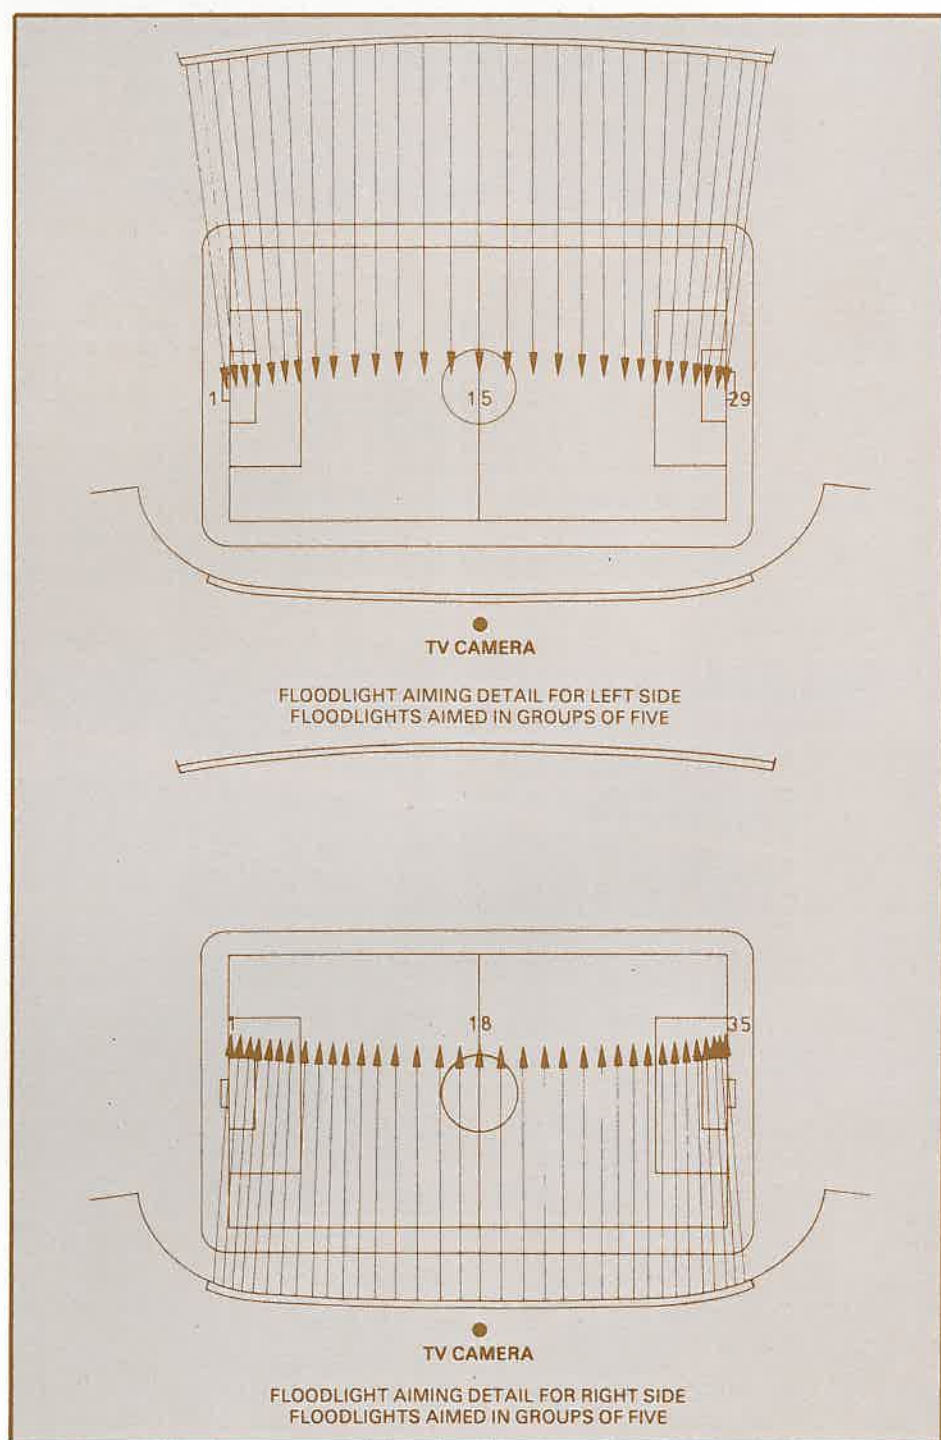 1
15
29
TV CAMERA
FLOODLIGHT AIMING DETAIL FOR LEFT SIDE
FLOODLIGHTS AIMED IN GROUPS OF FIVE
1
18
35
TV CAMERA
FLOODLIGHT AIMING DETAIL FOR RIGHT SIDE
FLOODLIGHTS AIMED IN GROUPS OF FIVE